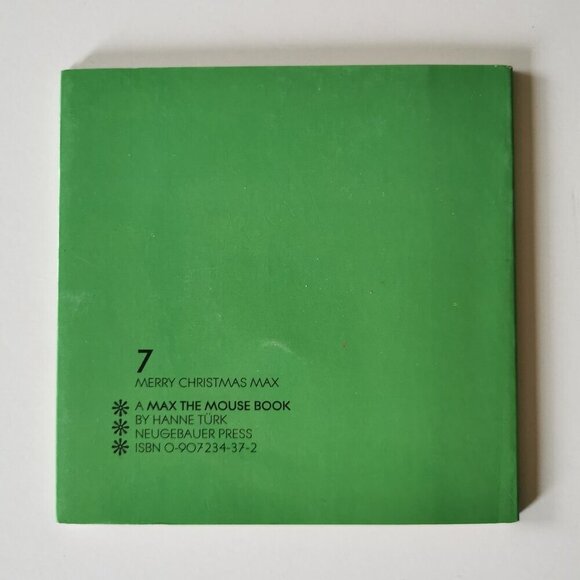 7
MERRY CHRISTMAS MAX
✻ A MAX THE MOUSE BOOK
✻ BY HANNE TÜRK
NEUGEBAUER PRESS
✻ ISBN 0-907234-37-2